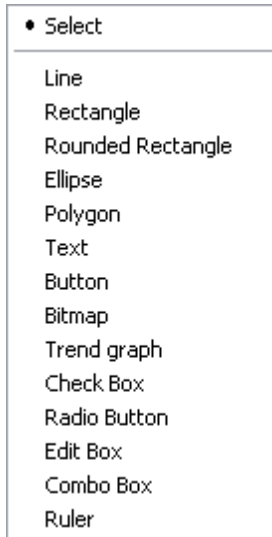 Select
Line
Rectangle
Rounded Rectangle
Ellipse
Polygon
Text
Button
Bitmap
Trend graph
Check Box
Radio Button
Edit Box
Combo Box
Ruler